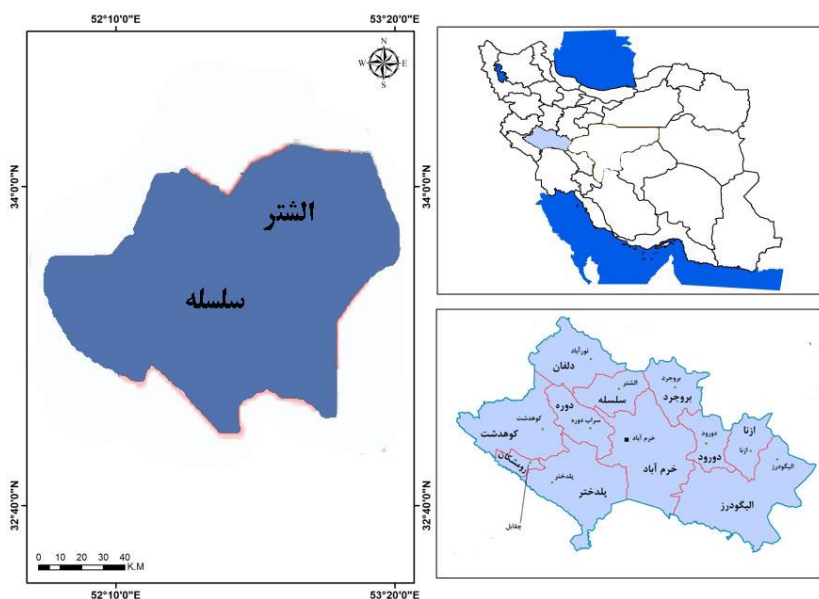 52°10'0"E
53°20'0"E
N
W
E
S
34°0'0"N
34°0'0"N
الشتر
سلسله
32°40'0"N
32°40'0"N
0 5 10 20 30 40
K.M
52°10'0"E
53°20'0"E
نورآباد
دلفان
بروجرد
بروجرد
الشتر
سلسله
دوره
سراب دوره
کوهدشت
کوهدشت
خرم آباد
خرم آباد
دورود
دورود
ازنا
ازنا
الیگودرز
الیگودرز
رومشکان
چقابل
پلدختر
پلدختر